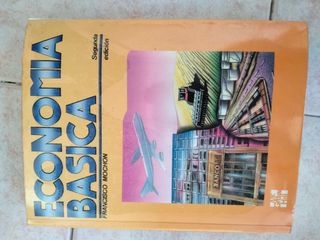 ECONOMIA
BASICA
Segunda
edición
FRANCISCO MOCHON
BANCO